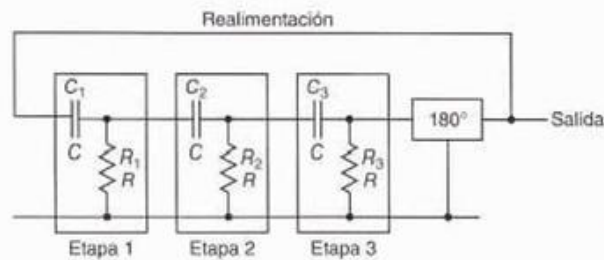 Realimentación
C1 C2 C3
180° Salida
C C C
R1 R2 R3
R R R
Etapa 1 Etapa 2 Etapa 3